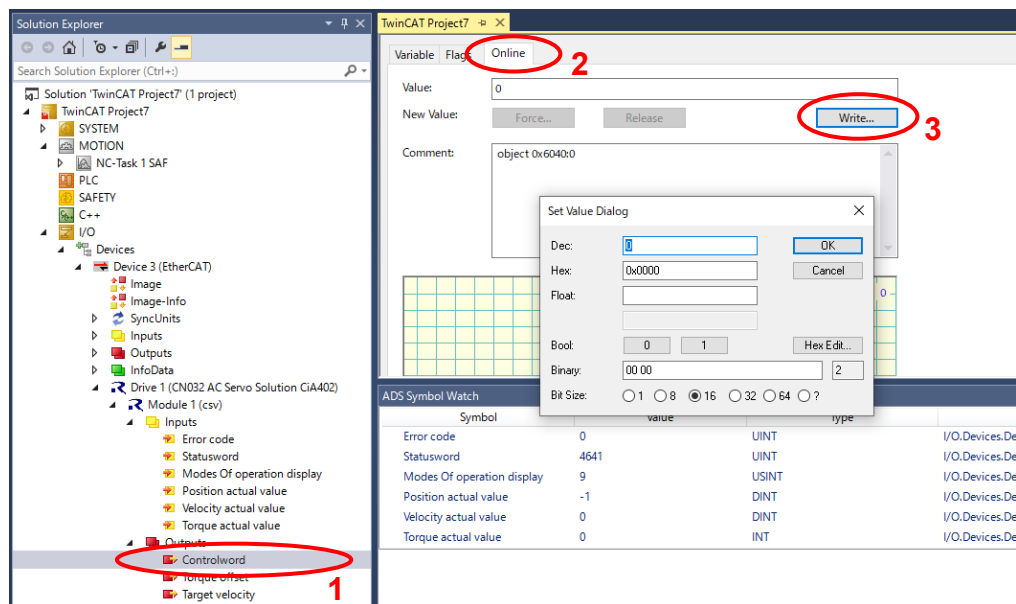 Solution Explorer
Search Solution Explorer (Ctrl+:)
Solution 'TwinCAT Project7' (1 project)
TwinCAT Project7
SYSTEM
MOTION
NC-Task 1 SAF
PLC
SAFETY
C++
I/O
Devices
Device 3 (EtherCAT)
Image
Image-Info
SyncUnits
Inputs
Outputs
InfoData
Drive 1 (CN032 AC Servo Solution CiA402)
Module 1 (csv)
Inputs
Error code
Statusword
Modes Of operation display
Position actual value
Velocity actual value
Torque actual value
Outputs
Controlword
Torque offset
Target velocity
1
TwinCAT Project7
Variable Flags Online
2
Value: 0
New Value: Force... Release Write...
3
Comment: object 0x6040:0
0
Set Value Dialog
Dec: 0 OK
Hex: 0x0000 Cancel
Float:
Bool: 0 1 Hex Edit...
Binary: 00 00 2
Bit Size: 1 8 16 32 64 ?
ADS Symbol Watch
Symbol Value Type
Error code 0 UINT I/O.Devices.De
Statusword 4641 UINT I/O.Devices.De
Modes Of operation display 9 USINT I/O.Devices.De
Position actual value -1 DINT I/O.Devices.De
Velocity actual value 0 DINT I/O.Devices.De
Torque actual value 0 INT I/O.Devices.De